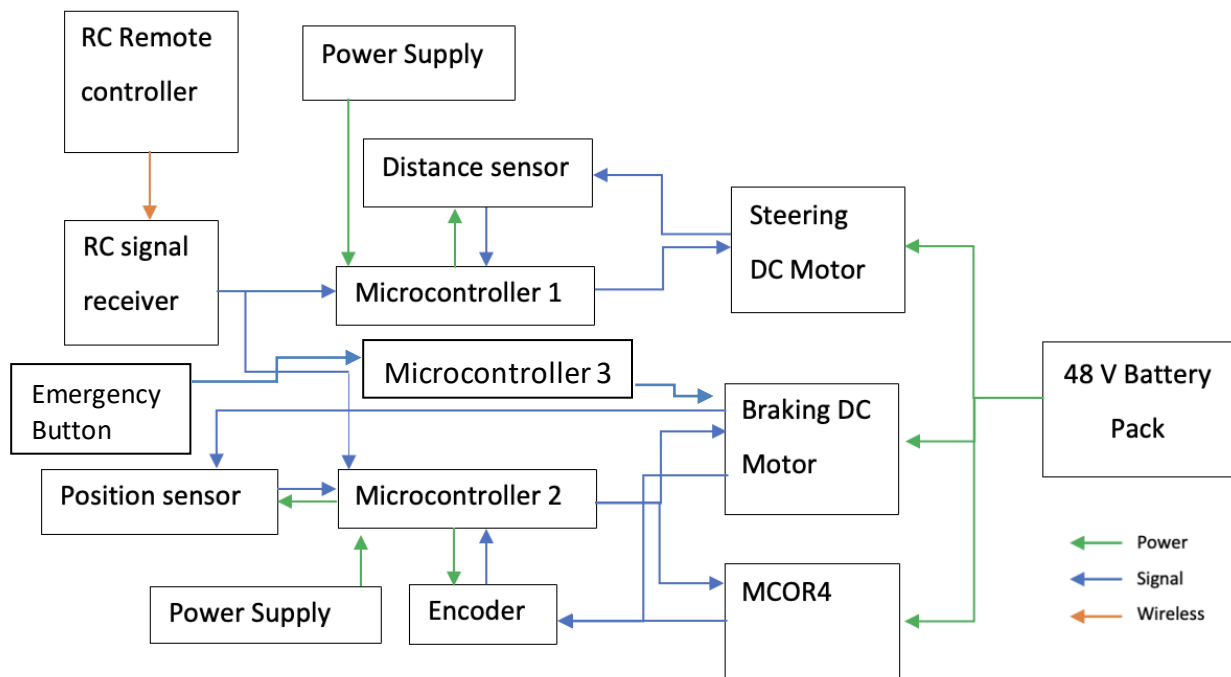 RC Remote
controller
Power Supply
Distance sensor
Steering
DC Motor
RC signal
receiver
Microcontroller 1
Microcontroller 3
Emergency
Button
48 V Battery
Pack
Braking DC
Motor
Position sensor
Microcontroller 2
Power Supply
Encoder
MCOR4
Power
Signal
Wireless